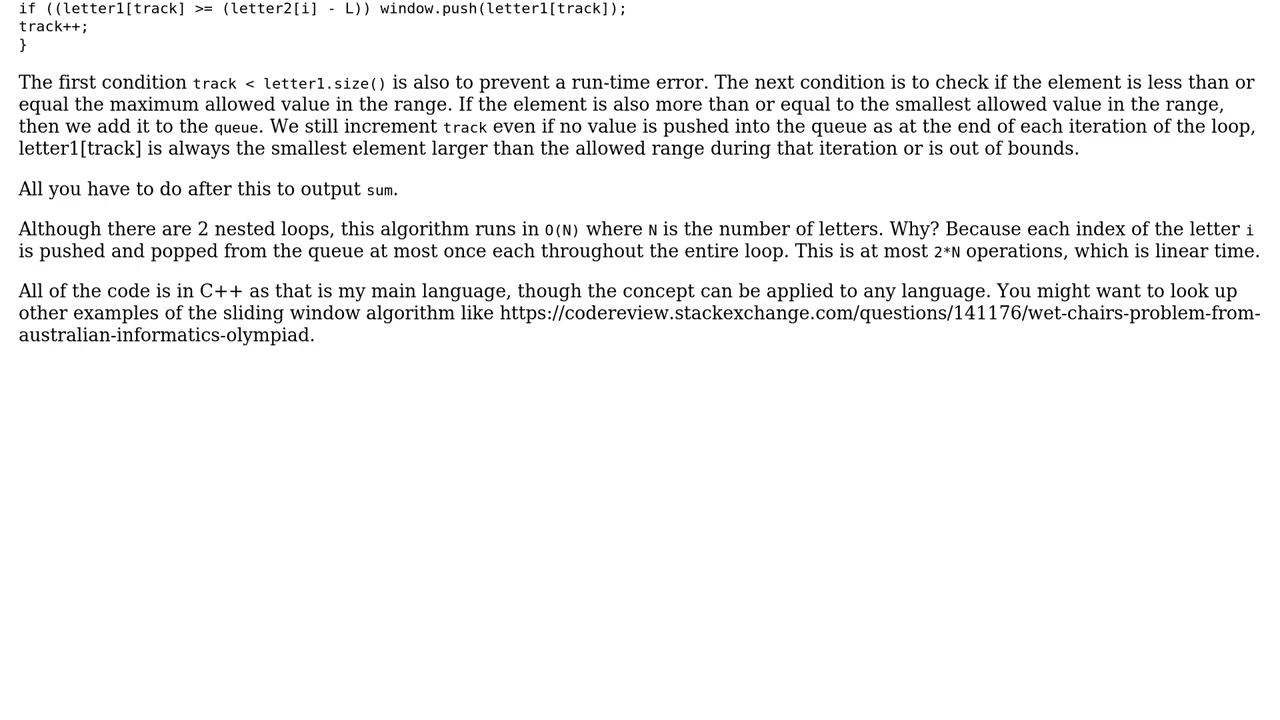 if ((letter1[track] >= (letter2[i] - L)) window.push(letter1[track]);
track++;
}
The first condition track < letter1.size() is also to prevent a run-time error. The next condition is to check if the element is less than or
equal the maximum allowed value in the range. If the element is also more than or equal to the smallest allowed value in the range,
then we add it to the queue. We still increment track even if no value is pushed into the queue as at the end of each iteration of the loop,
letter1[track] is always the smallest element larger than the allowed range during that iteration or is out of bounds.
All you have to do after this to output sum.
Although there are 2 nested loops, this algorithm runs in O(N) where N is the number of letters. Why? Because each index of the letter i
is pushed and popped from the queue at most once each throughout the entire loop. This is at most 2*N operations, which is linear time.
All of the code is in C++ as that is my main language, though the concept can be applied to any language. You might want to look up
other examples of the sliding window algorithm like https://codereview.stackexchange.com/questions/141176/wet-chairs-problem-from-
australian-informatics-olympiad.